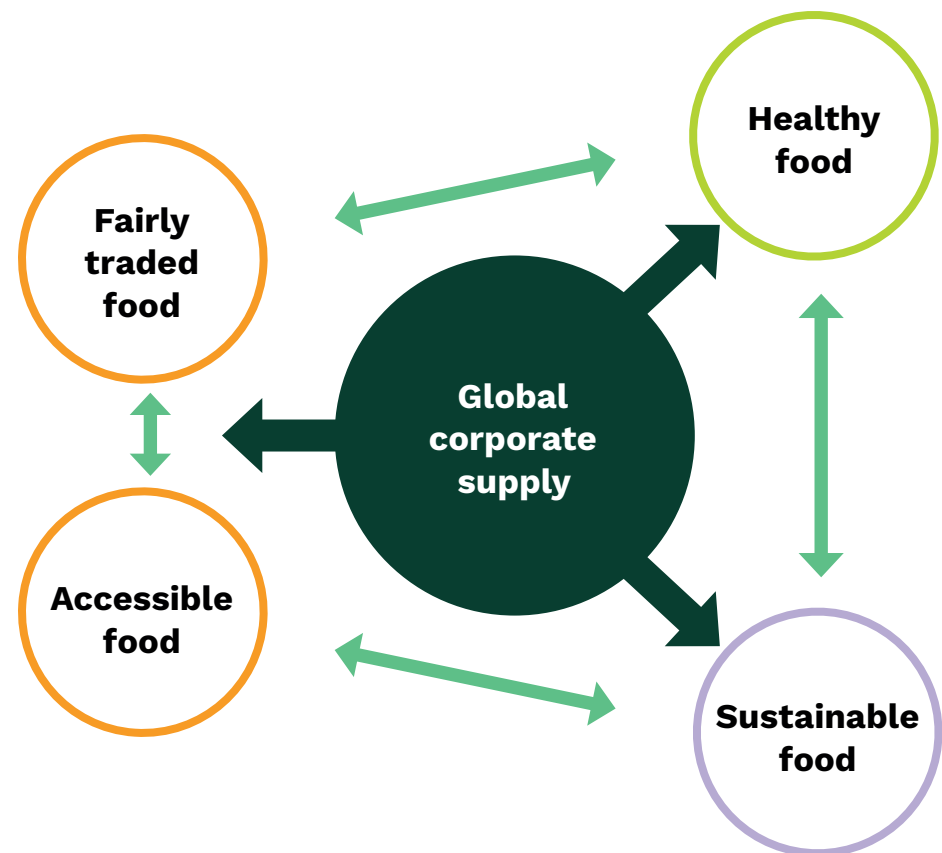 Healthy
food
Fairly
traded
food
Global
corporate
supply
Accessible
food
Sustainable
food